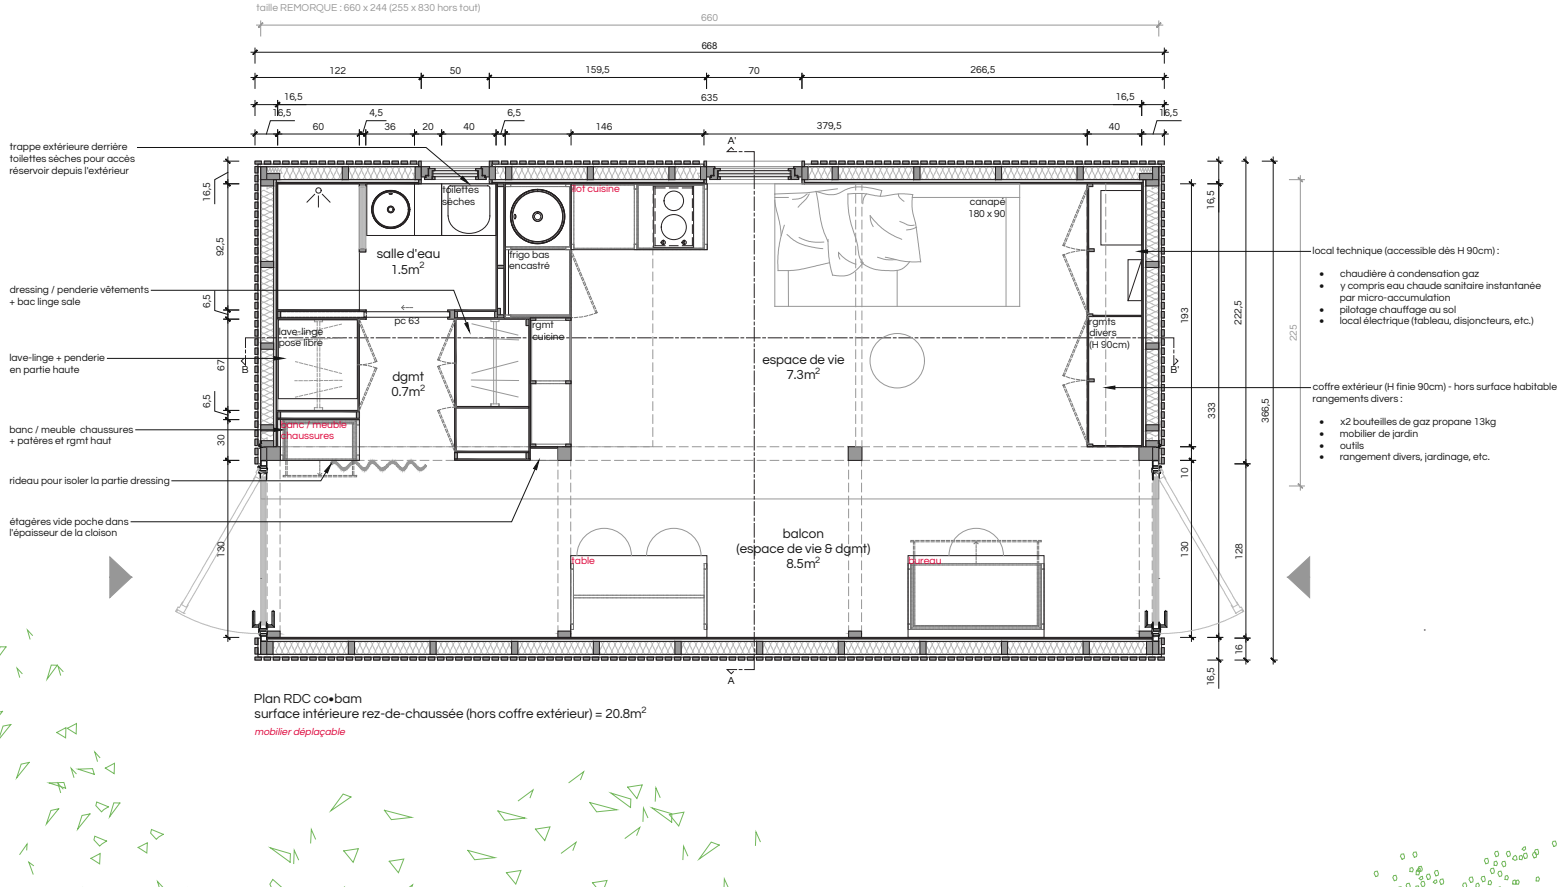 taille REMORQUE : 660 x 244 (255 x 830 hors tout)
660
668
122
50
159,5
70
266,5
16,5
635
16,5
16,5
4,5
6,5
16,5
60
36
20
40
146
379,5
40
A'
trappe extérieure derrière
toilettes sèches pour accès
réservoir depuis l'extérieur
dressing / penderie vêtements
+ bac linge sale
lave-linge + penderie
en partie haute
banc / meuble chaussures
+ patères et rgmt haut
rideau pour isoler la partie dressing
étagères vide poche dans
l'épaisseur de la cloison
16,5
92,5
6,5
67
6,5
30
130
B
toilettes
sèches
salle d'eau
1.5m²
pc 63
lave-linge
pose libre
dgmt
0.7m²
banc / meuble
chaussures
îlot cuisine
frigo bas
encastré
rgmt
cuisine
canapé
180 x 90
espace de vie
7.3m²
rgmts
divers
(H 90cm)
balcon
(espace de vie & dgmt)
8.5m²
table
bureau
B'
A
16,5
193
10
130
333
16,5
222,5
128
16
366,5
225
local technique (accessible dès H 90cm) :
• chaudière à condensation gaz
• y compris eau chaude sanitaire instantanée
par micro-accumulation
• pilotage chauffage au sol
• local électrique (tableau, disjoncteurs, etc.)
coffre extérieur (H finie 90cm) - hors surface habitable
rangements divers :
• x2 bouteilles de gaz propane 13kg
• mobilier de jardin
• outils
• rangement divers, jardinage, etc.
Plan RDC co•bam
surface intérieure rez-de-chaussée (hors coffre extérieur) = 20.8m²
mobilier déplaçable